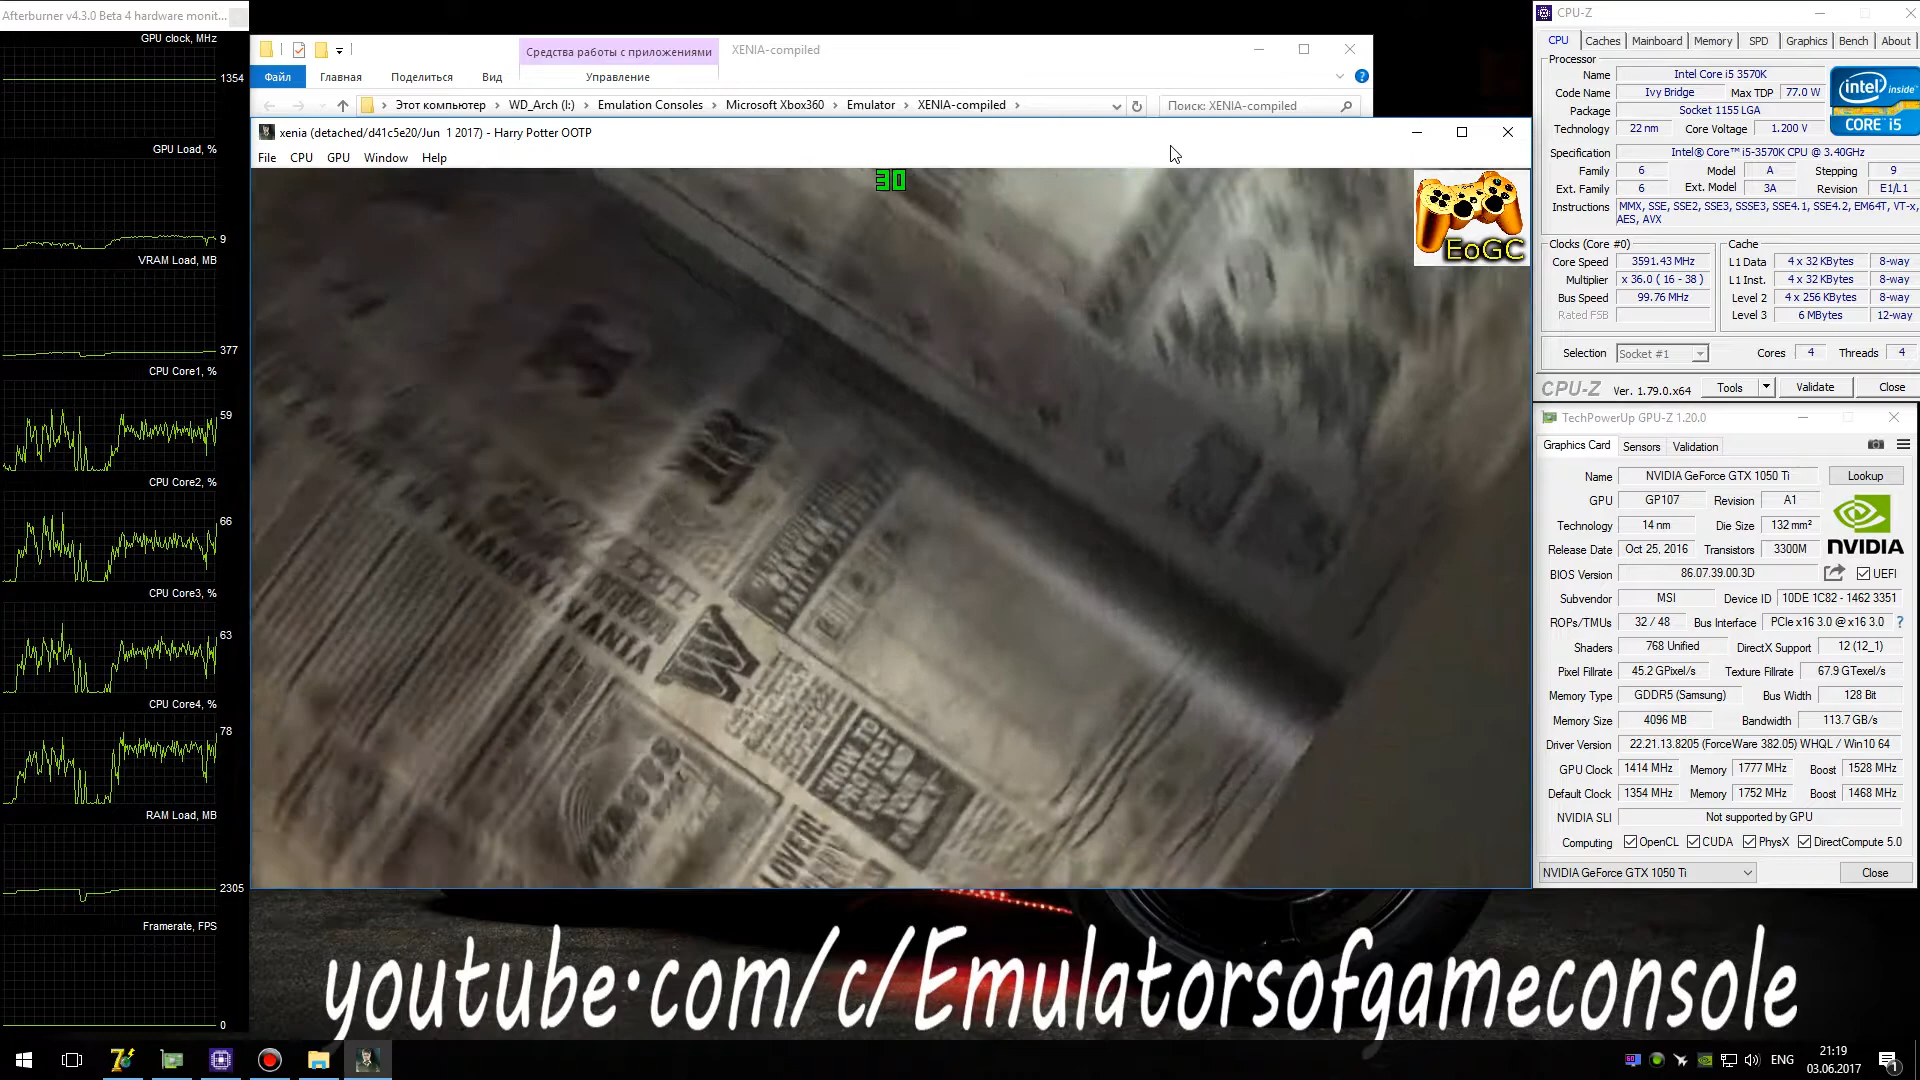 Afterburner v4.3.0 Beta 4 hardware monit...
GPU clock, MHz
1354
GPU Load, %
9
VRAM Load, MB
377
CPU Core1, %
59
CPU Core2, %
66
CPU Core3, %
63
CPU Core4, %
78
RAM Load, MB
2305
Framerate, FPS
0
Средства работы с приложениями
XENIA-compiled
Файл
Главная
Поделиться
Вид
Управление
Этот компьютер
WD_Arch (I:)
Emulation Consoles
Microsoft Xbox360
Emulator
XENIA-compiled
Поиск: XENIA-compiled
xenia (detached/d41c5e20/Jun 1 2017) - Harry Potter OOTP
File
CPU
GPU
Window
Help
30
EoGC
W
HOW TO
PROTECT
youtube.com/c/Emulatorsofgameconsole
CPU-Z
CPU
Caches
Mainboard
Memory
SPD
Graphics
Bench
About
Processor
Name Intel Core i5 3570K
Code Name Ivy Bridge Max TDP 77.0 W
Package Socket 1155 LGA
Technology 22 nm Core Voltage 1.200 V
intel inside™
CORE i5
Specification Intel® Core™ i5-3570K CPU @ 3.40GHz
Family 6 Model A Stepping 9
Ext. Family 6 Ext. Model 3A Revision E1/L1
Instructions MMX, SSE, SSE2, SSE3, SSSE3, SSE4.1, SSE4.2, EM64T, VT-x,
AES, AVX
Clocks (Core #0)
Core Speed 3591.43 MHz
Multiplier x 36.0 ( 16 - 38 )
Bus Speed 99.76 MHz
Rated FSB
Cache
L1 Data 4 x 32 KBytes 8-way
L1 Inst. 4 x 32 KBytes 8-way
Level 2 4 x 256 KBytes 8-way
Level 3 6 MBytes 12-way
Selection Socket #1 Cores 4 Threads 4
CPU-Z Ver. 1.79.0.x64 Tools Validate Close
TechPowerUp GPU-Z 1.20.0
Graphics Card
Sensors
Validation
Name NVIDIA GeForce GTX 1050 Ti Lookup
GPU GP107 Revision A1
Technology 14 nm Die Size 132 mm²
Release Date Oct 25, 2016 Transistors 3300M
NVIDIA
BIOS Version 86.07.39.00.3D UEFI
Subvendor MSI Device ID 10DE 1C82 - 1462 3351
ROPs/TMUs 32 / 48 Bus Interface PCIe x16 3.0 @ x16 3.0 ?
Shaders 768 Unified DirectX Support 12 (12_1)
Pixel Fillrate 45.2 GPixel/s Texture Fillrate 67.9 GTexel/s
Memory Type GDDR5 (Samsung) Bus Width 128 Bit
Memory Size 4096 MB Bandwidth 113.7 GB/s
Driver Version 22.21.13.8205 (ForceWare 382.05) WHQL / Win10 64
GPU Clock 1414 MHz Memory 1777 MHz Boost 1528 MHz
Default Clock 1354 MHz Memory 1752 MHz Boost 1468 MHz
NVIDIA SLI Not supported by GPU
Computing OpenCL CUDA PhysX DirectCompute 5.0
NVIDIA GeForce GTX 1050 Ti Close
60
ENG
21:19
03.06.2017
1